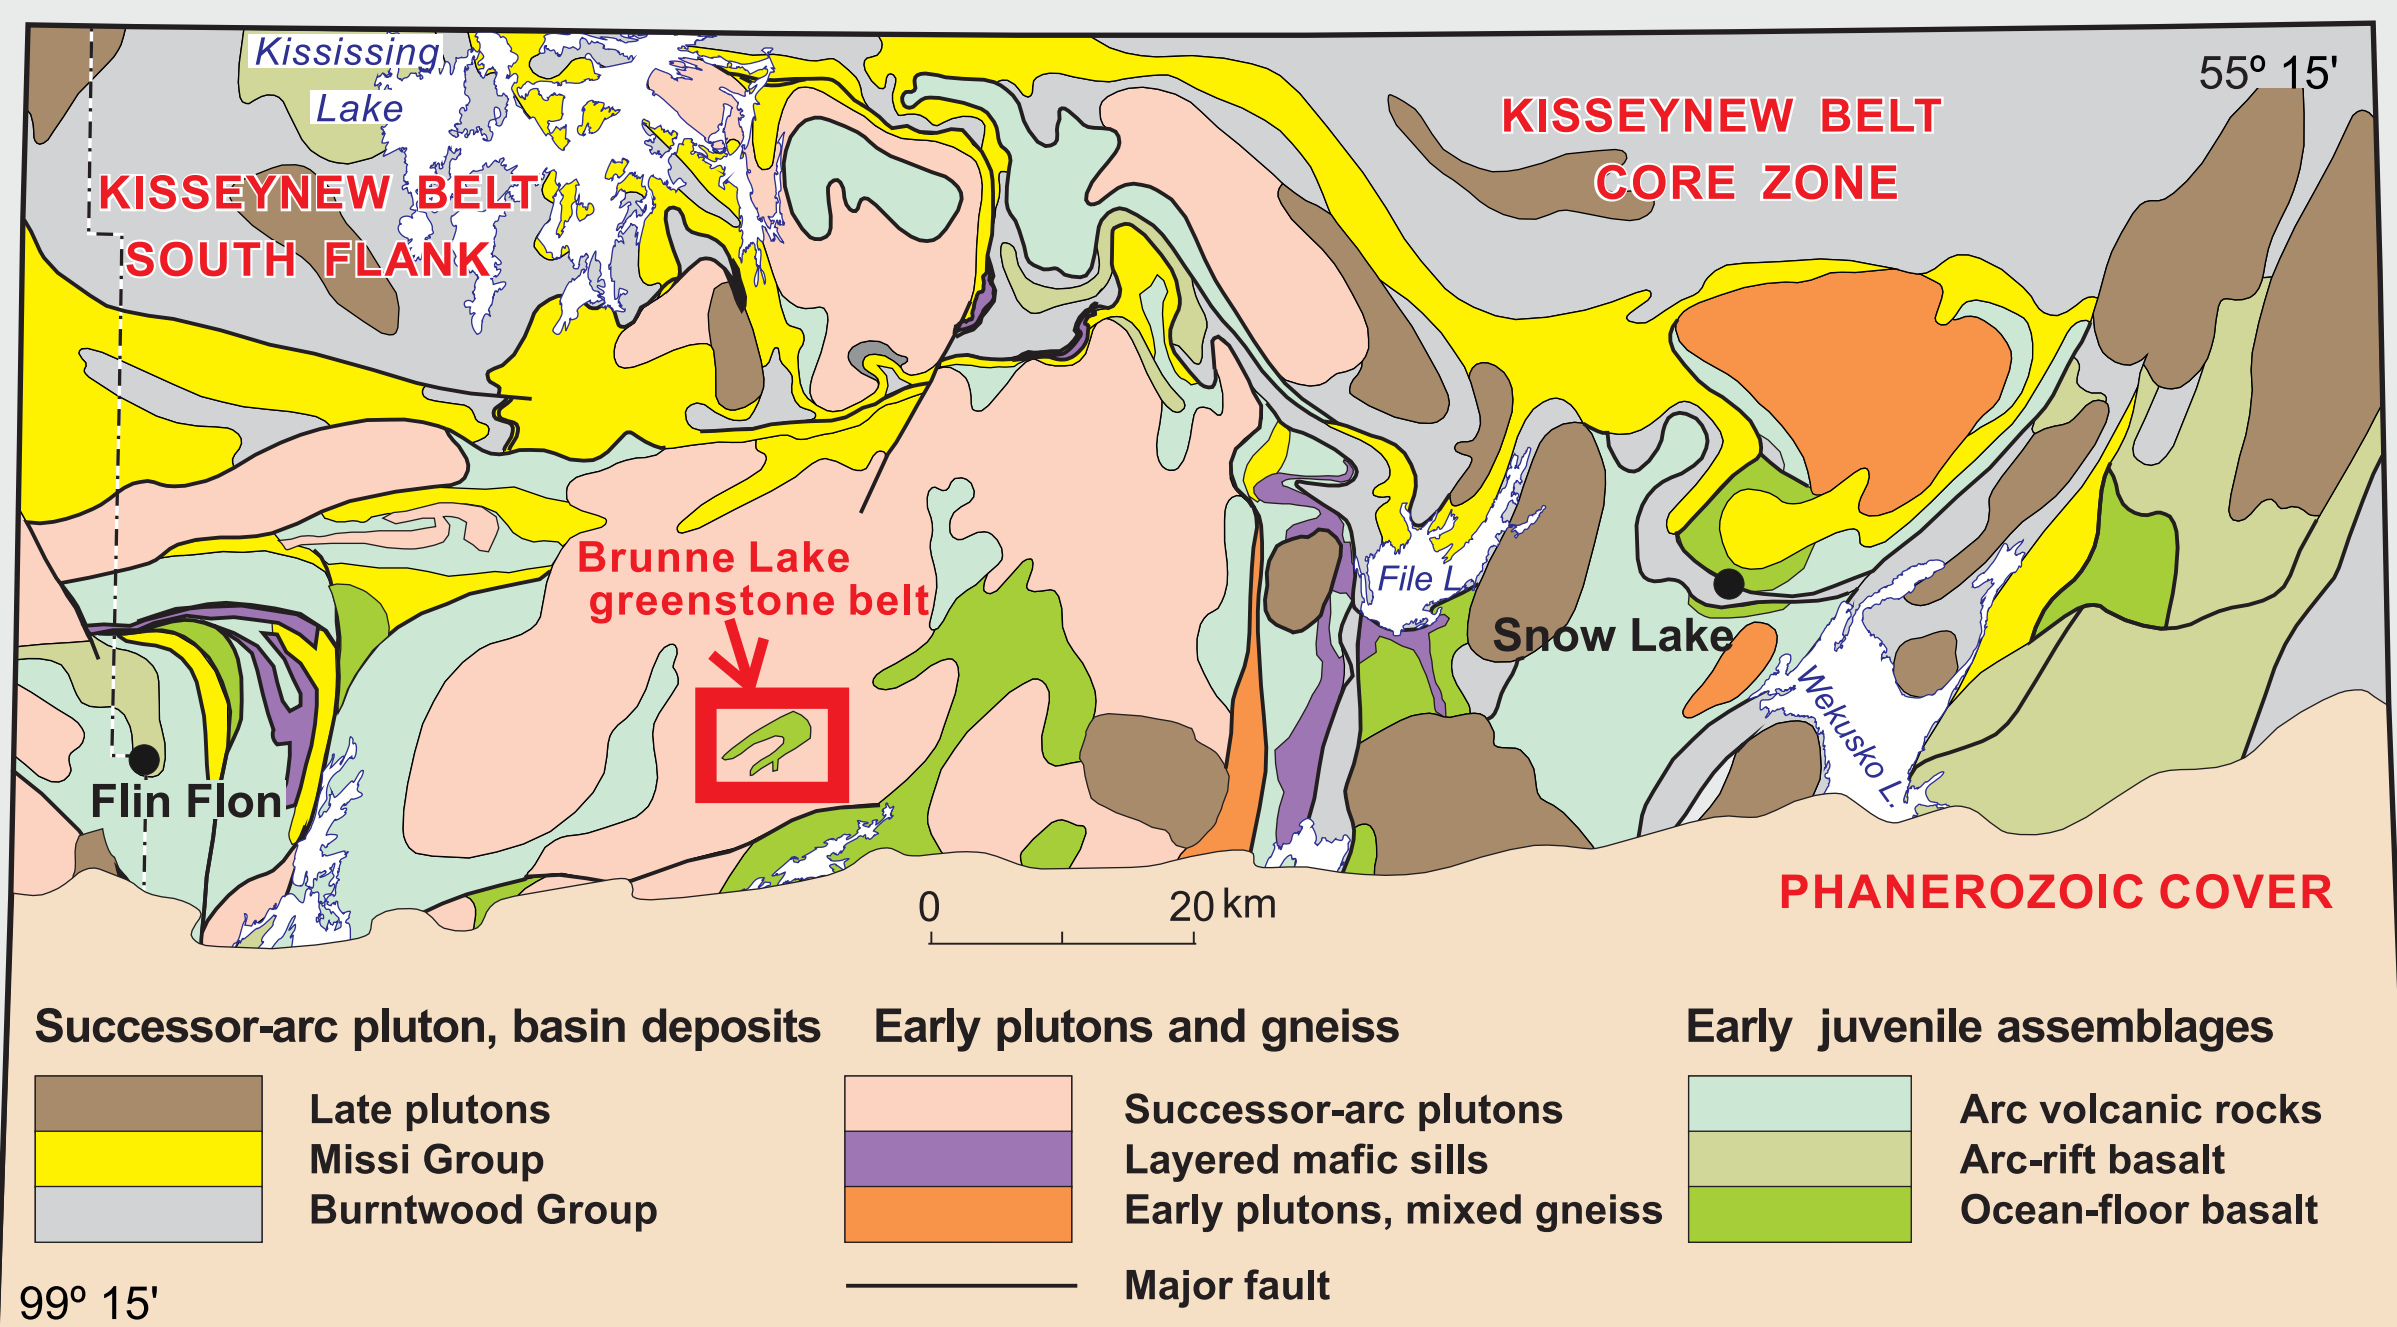 Kississing
Lake
55º 15'
KISSEYNEW BELT
CORE ZONE
KISSEYNEW BELT
SOUTH FLANK
Brunne Lake
greenstone belt
File L.
Snow Lake
Wekusko L.
Flin Flon
PHANEROZOIC COVER
0 20 km
Successor-arc pluton, basin deposits
Late plutons
Missi Group
Burntwood Group
Early plutons and gneiss
Successor-arc plutons
Layered mafic sills
Early plutons, mixed gneiss
Major fault
Early juvenile assemblages
Arc volcanic rocks
Arc-rift basalt
Ocean-floor basalt
99º 15'